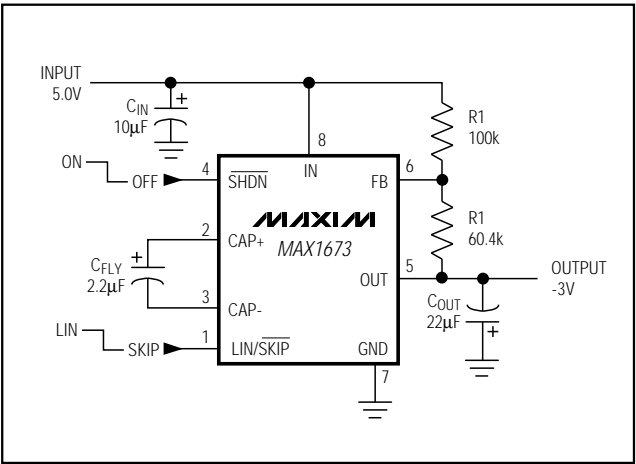 INPUT
5.0V
CIN
+
10µF
ON
OFF
4
SHDN
8
IN
FB
6
R1
100k
MAXIM
MAX1673
2
CAP+
+
CFLY
2.2µF
3
CAP-
R1
60.4k
OUT
5
OUTPUT
-3V
COUT
22µF
+
LIN
SKIP
1
LIN/SKIP
GND
7